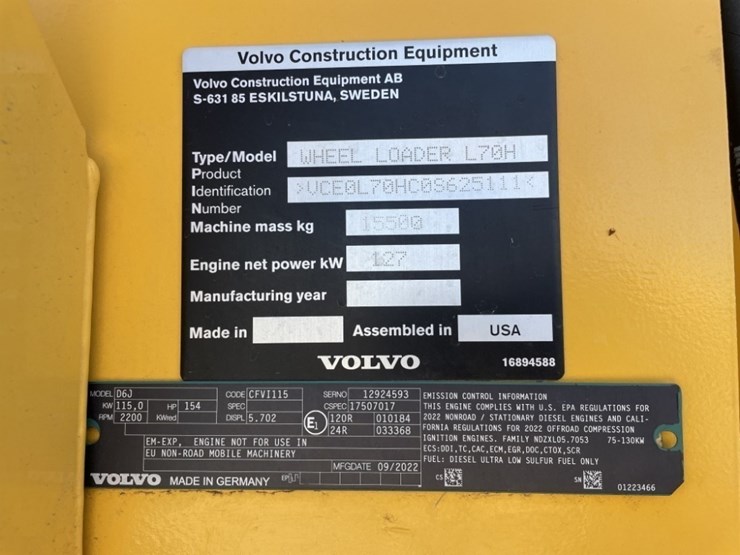 Volvo Construction Equipment
Volvo Construction Equipment AB
S-631 85 ESKILSTUNA, SWEDEN
Type/Model WHEEL LOADER L70H
Product
Identification >VCE0L70HC0S625111<
Number
Machine mass kg 15500
Engine net power kW 127
Manufacturing year
Made in Assembled in USA
VOLVO 16894588
MODEL D6J CODE CFVI115 SERNO 12924593
KW 115,0 HP 154 SPEC CSPEC 17507017
RPM 2200 KWred DISPL 5.702 E1 120R 010184
24R 033368
EM-EXP, ENGINE NOT FOR USE IN
EU NON-ROAD MOBILE MACHINERY
MFGDATE 09/2022
VOLVO MADE IN GERMANY
EMISSION CONTROL INFORMATION
THIS ENGINE COMPLIES WITH U.S. EPA REGULATIONS FOR
2022 NONROAD / STATIONARY DIESEL ENGINES AND CALI-
FORNIA REGULATIONS FOR 2022 OFFROAD COMPRESSION
IGNITION ENGINES. FAMILY NDZXL05.7053 75-130KW
ECS:DDI,TC,CAC,ECM,EGR,DOC,CTOX,SCR
FUEL: DIESEL ULTRA LOW SULFUR FUEL ONLY
CS SN 01223466